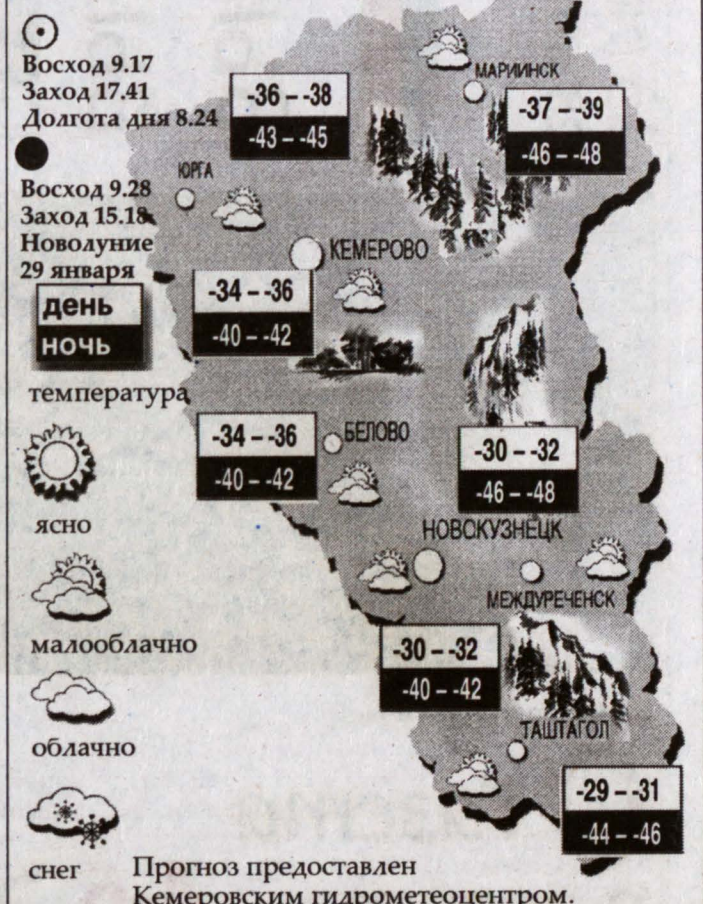 Восход 9.17
Заход 17.41
Долгота дня 8.24
Восход 9.28
Заход 15.18
Новолуние
29 января
день
ночь
температура
ясно
малооблачно
облачно
снег
МАРИИНСК
-36 – -38
-43 – -45
-37 – -39
-46 – -48
ЮРГА
КЕМЕРОВО
-34 – -36
-40 – -42
-34 – -36
-40 – -42
БЕЛОВО
-30 – -32
-46 – -48
НОВОКУЗНЕЦК
МЕЖДУРЕЧЕНСК
-30 – -32
-40 – -42
ТАШТАГОЛ
-29 – -31
-44 – -46
Прогноз предоставлен
Кемеровским гидрометеоцентром.